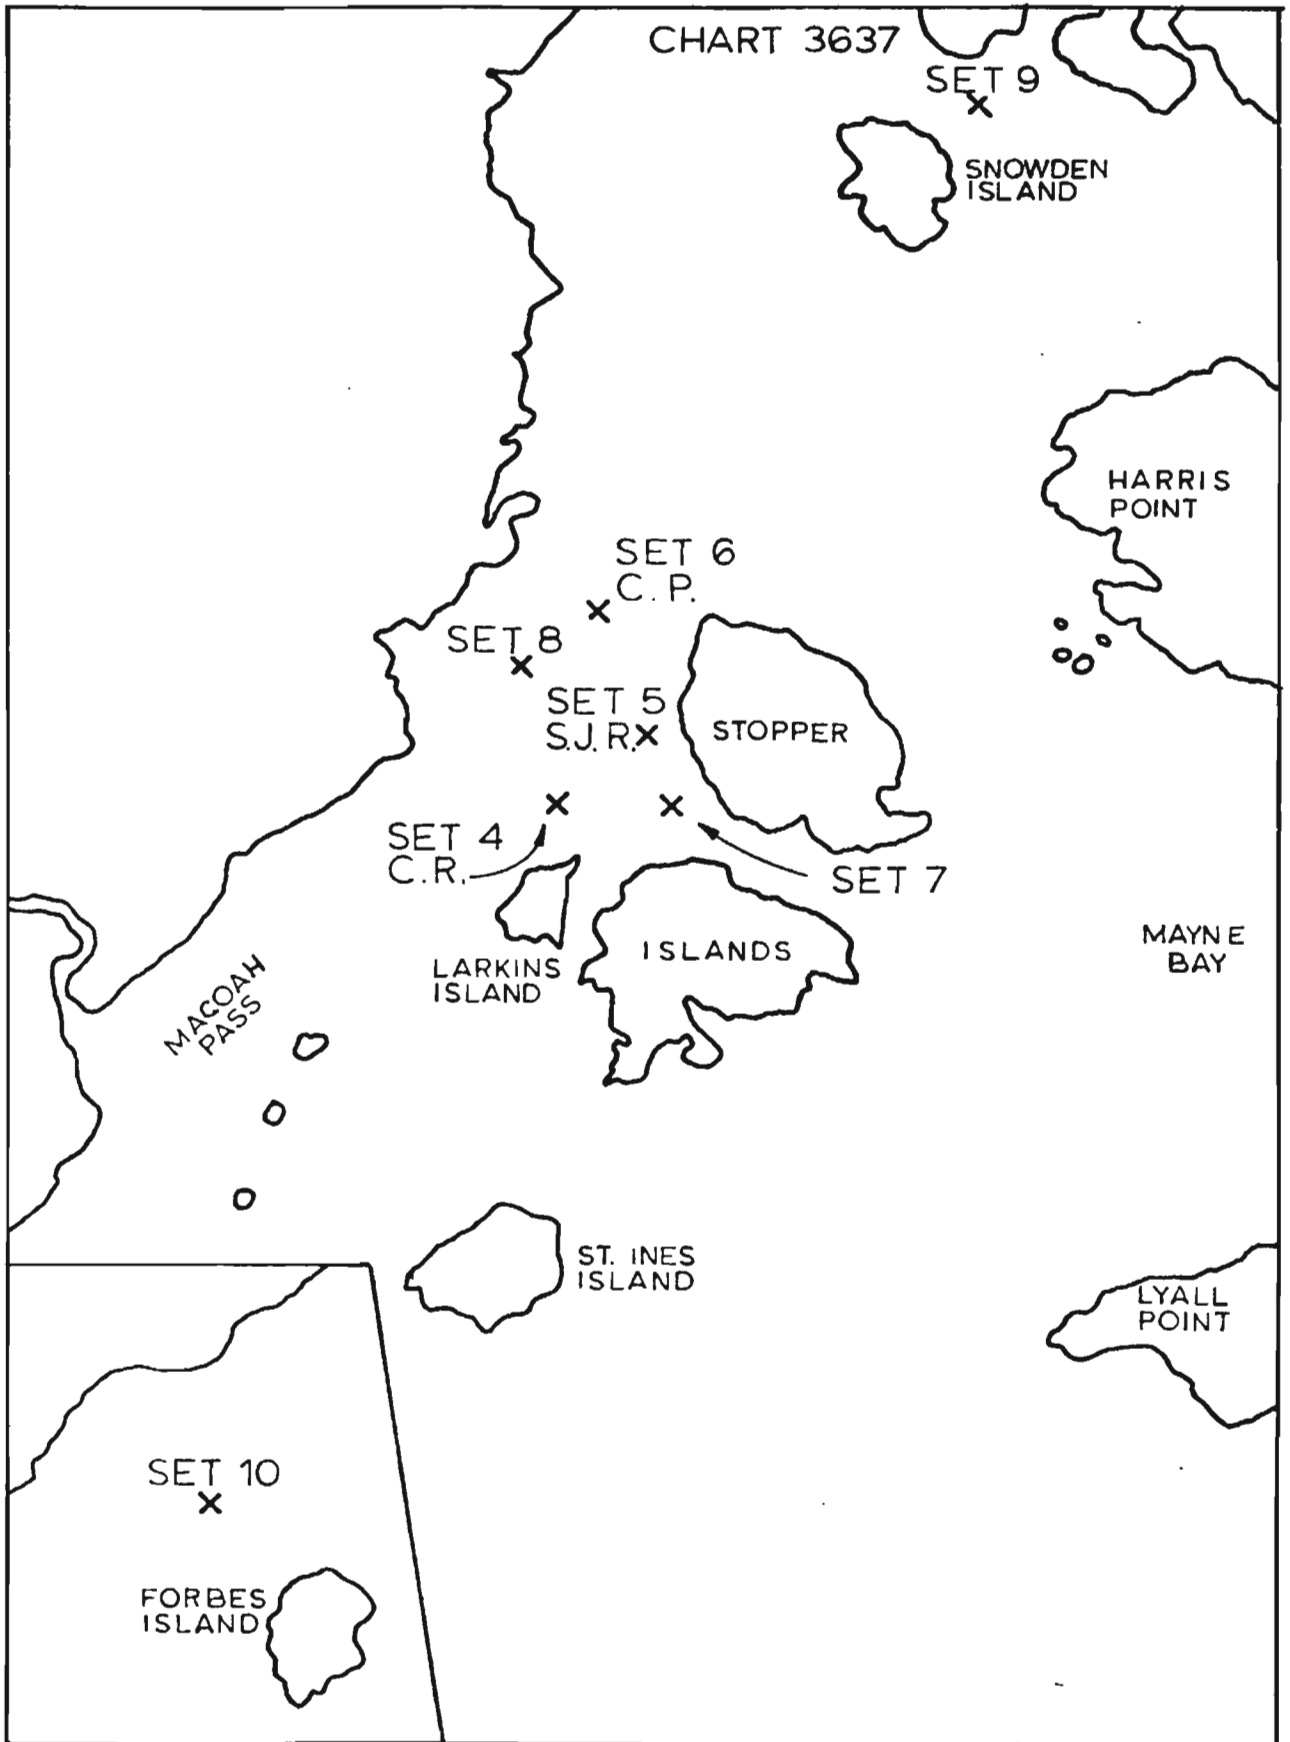 CHART 3637
SET 9
SNOWDEN
ISLAND
HARRIS
POINT
SET 6
C.P.
SET 8
SET 5
S.J.R.
STOPPER
SET 4
C.R.
SET 7
ISLANDS
LARKINS
ISLAND
MAYNE
BAY
MACOAH
PASS
ST. INES
ISLAND
LYALL
POINT
SET 10
FORBES
ISLAND